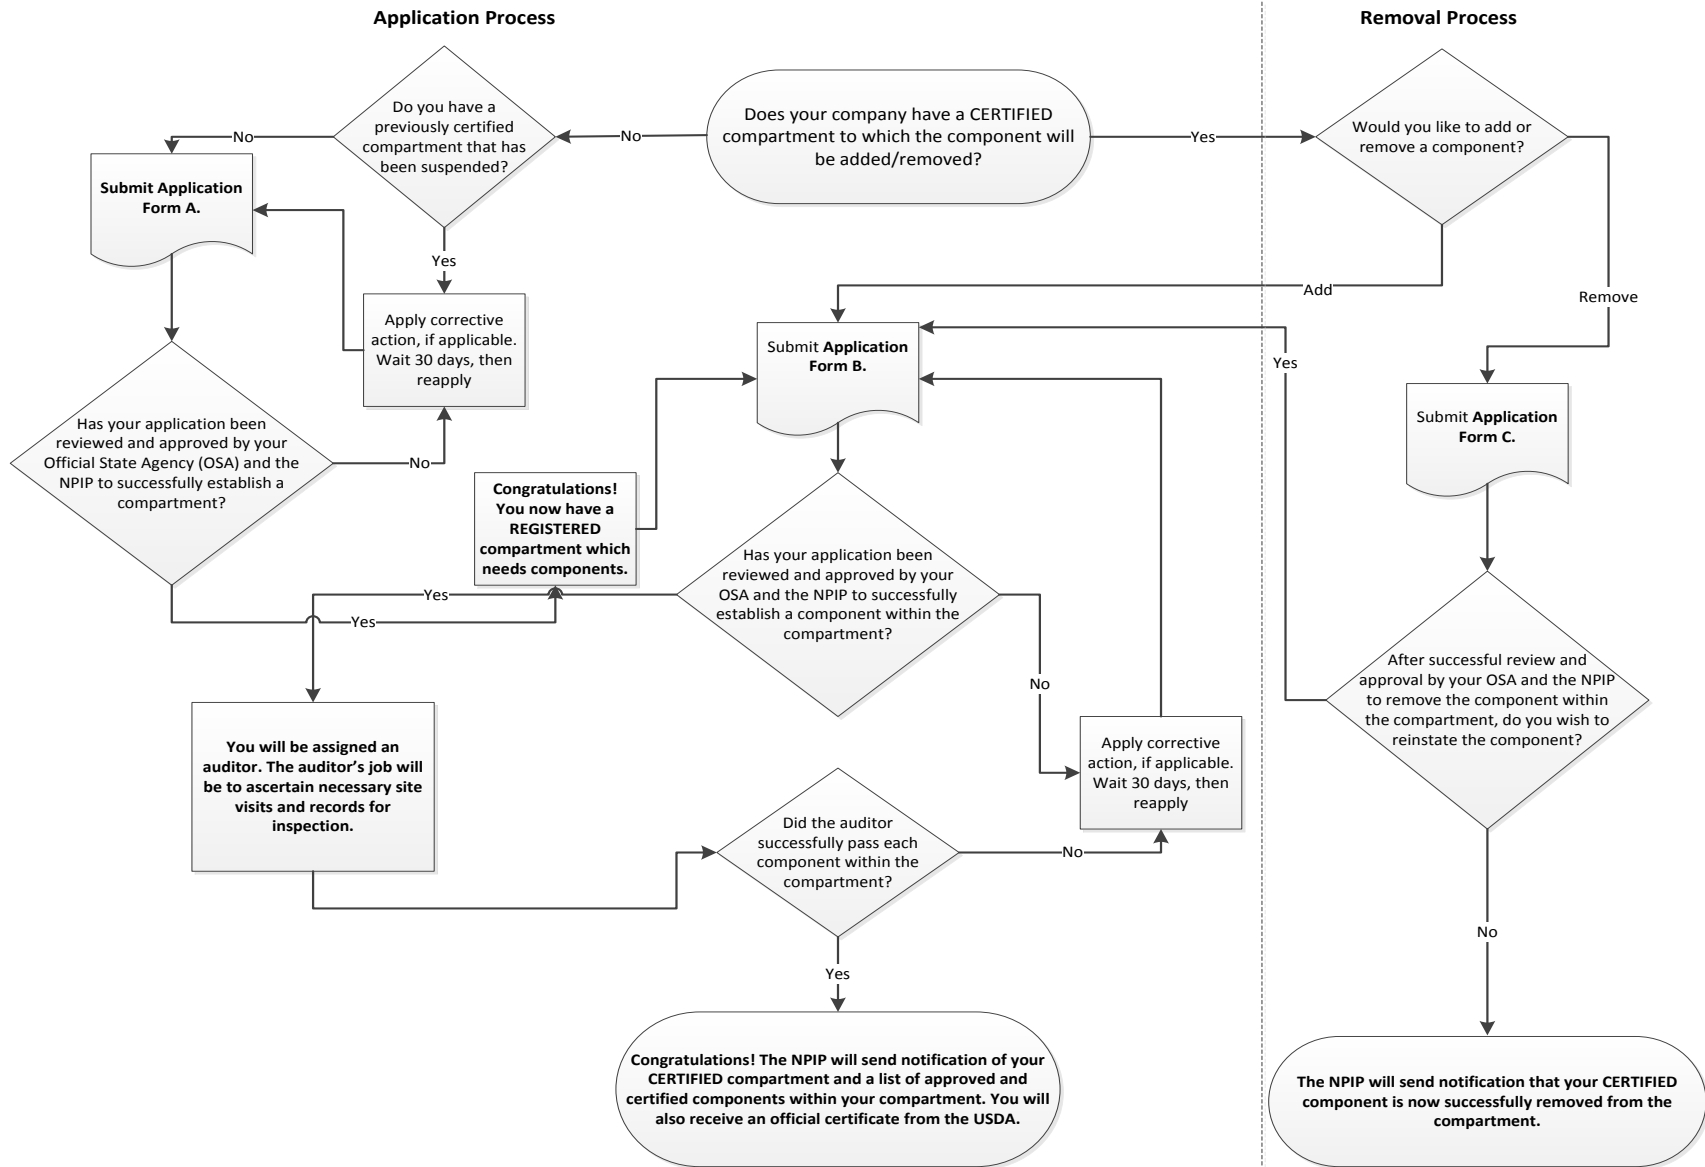 Application Process
Removal Process
Does your company have a CERTIFIED
compartment to which the component will
be added/removed?
No
Yes
Do you have a
previously certified
compartment that has
been suspended?
No
Yes
Submit Application
Form A.
Apply corrective
action, if applicable.
Wait 30 days, then
reapply
Has your application been
reviewed and approved by your
Official State Agency (OSA) and the
NPIP to successfully establish a
compartment?
No
Yes
Congratulations!
You now have a
REGISTERED
compartment which
needs components.
Would you like to add or
remove a component?
Add
Remove
Submit Application
Form B.
Has your application been
reviewed and approved by your
OSA and the NPIP to successfully
establish a component within the
compartment?
Yes
No
You will be assigned an
auditor. The auditor’s job will
be to ascertain necessary site
visits and records for
inspection.
Apply corrective
action, if applicable.
Wait 30 days, then
reapply
Did the auditor
successfully pass each
component within the
compartment?
No
Yes
Congratulations! The NPIP will send notification of your
CERTIFIED compartment and a list of approved and
certified components within your compartment. You will
also receive an official certificate from the USDA.
Submit Application
Form C.
After successful review and
approval by your OSA and the NPIP
to remove the component within
the compartment, do you wish to
reinstate the component?
Yes
No
The NPIP will send notification that your CERTIFIED
component is now successfully removed from the
compartment.